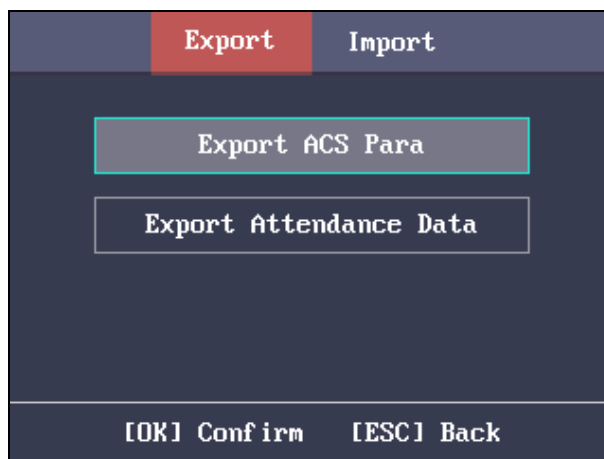 Export Import
Export ACS Para
Export Attendance Data
[OK] Confirm [ESC] Back